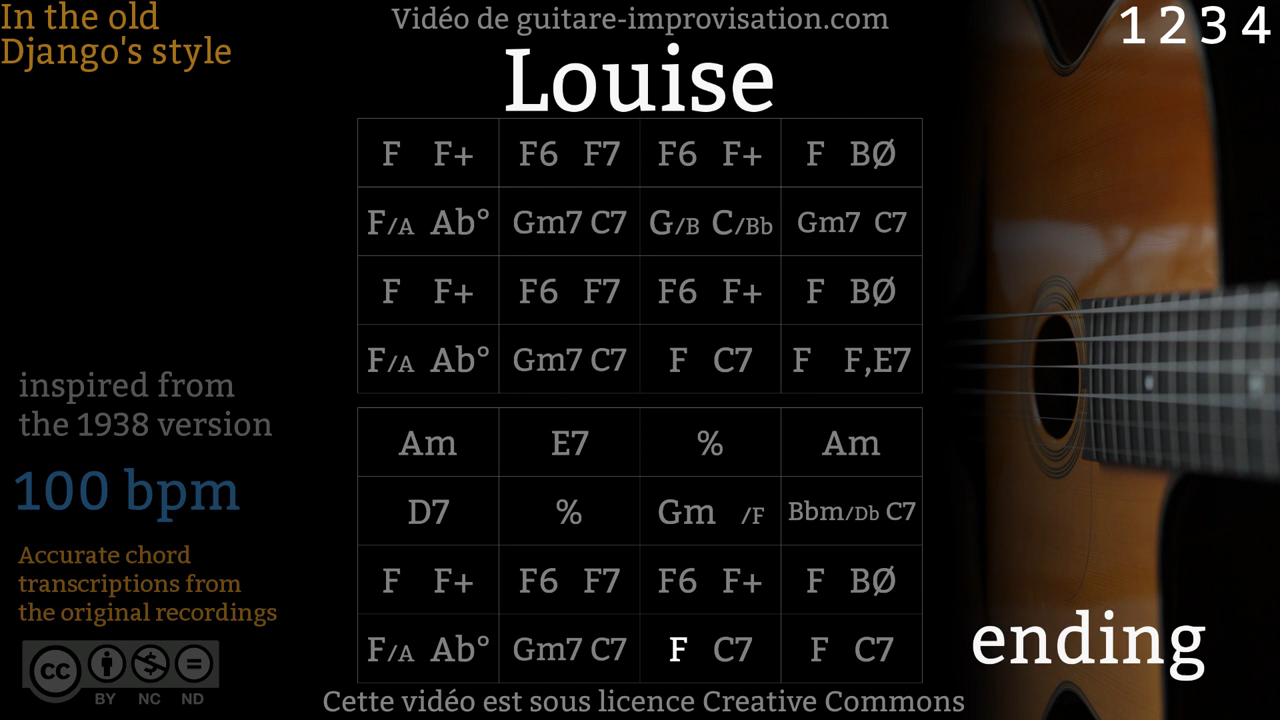 In the old
Django's style
Vidéo de guitare-improvisation.com
1 2 3 4
Louise
F F+ F6 F7 F6 F+ F BØ
F/A Ab° Gm7 C7 G/B C/Bb Gm7 C7
F F+ F6 F7 F6 F+ F BØ
F/A Ab° Gm7 C7 F C7 F F,E7
Am E7 % Am
D7 % Gm /F Bbm/Db C7
F F+ F6 F7 F6 F+ F BØ
F/A Ab° Gm7 C7 F C7 F C7
inspired from
the 1938 version
100 bpm
Accurate chord
transcriptions from
the original recordings
cc
BY NC ND
ending
Cette vidéo est sous licence Creative Commons